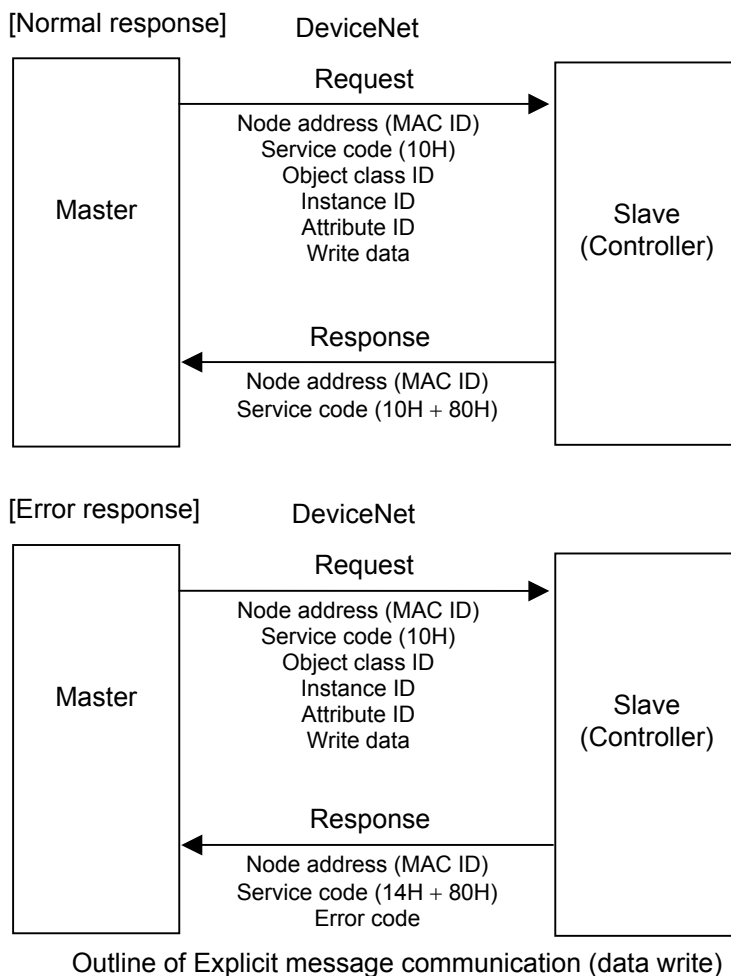 [Normal response]
DeviceNet
Request
Node address (MAC ID)
Service code (10H)
Object class ID
Instance ID
Attribute ID
Write data
Master
Slave
(Controller)
Response
Node address (MAC ID)
Service code (10H + 80H)
[Error response]
DeviceNet
Request
Node address (MAC ID)
Service code (10H)
Object class ID
Instance ID
Attribute ID
Write data
Master
Slave
(Controller)
Response
Node address (MAC ID)
Service code (14H + 80H)
Error code
Outline of Explicit message communication (data write)